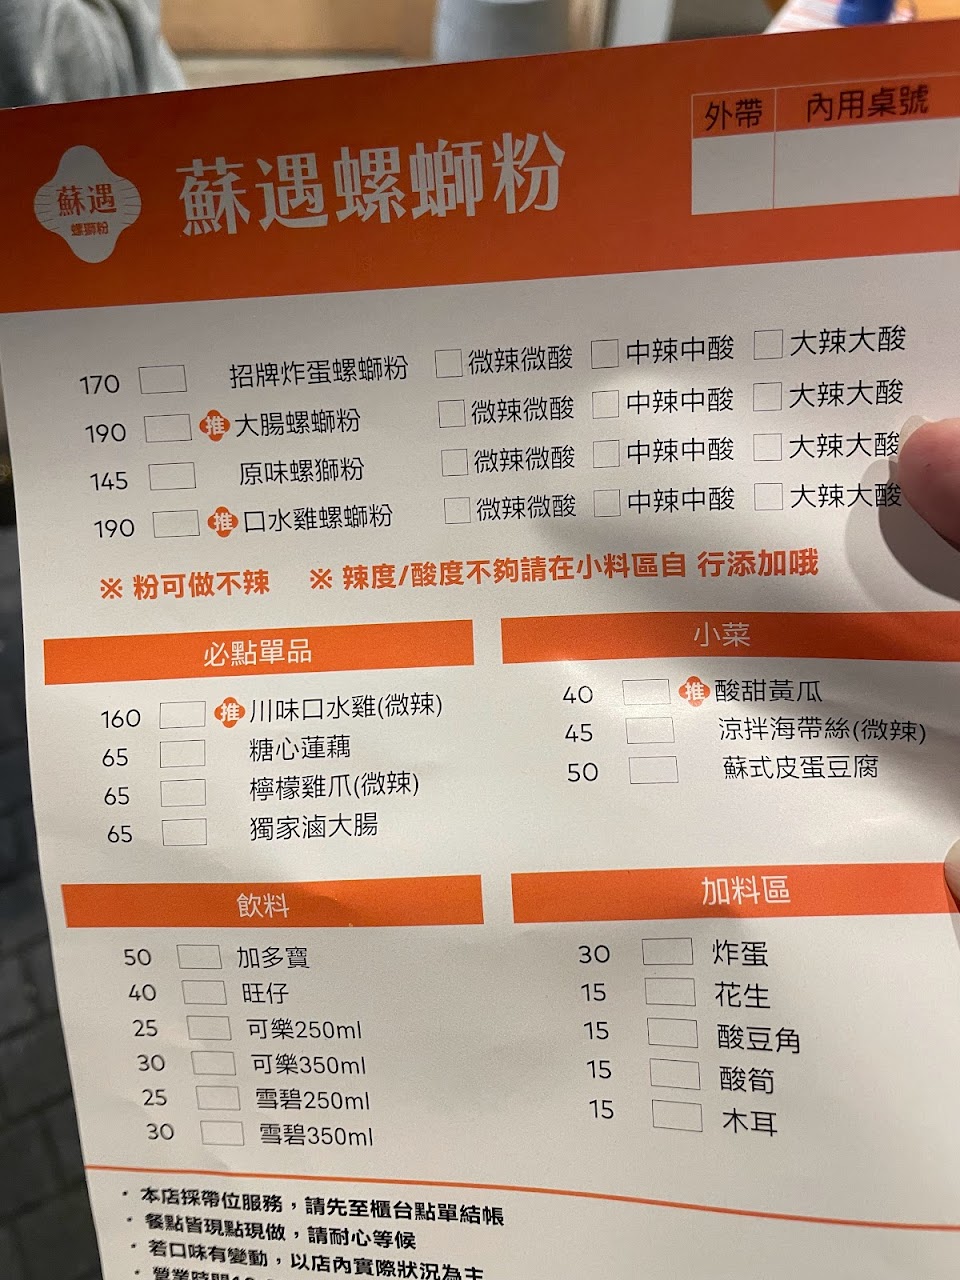 外帶 內用桌號
蘇遇
螺獅粉
蘇遇螺螄粉
170 招牌炸蛋螺螄粉 微辣微酸 中辣中酸 大辣大酸
190 推 大腸螺螄粉 微辣微酸 中辣中酸 大辣大酸
145 原味螺獅粉 微辣微酸 中辣中酸 大辣大酸
190 推 口水雞螺螄粉 微辣微酸 中辣中酸 大辣大酸
※ 粉可做不辣 ※ 辣度/酸度不夠請在小料區自 行添加哦
必點單品
160 推 川味口水雞(微辣)
65 糖心蓮藕
65 檸檬雞爪(微辣)
65 獨家滷大腸
小菜
40 推 酸甜黃瓜
45 涼拌海帶絲(微辣)
50 蘇式皮蛋豆腐
飲料
50 加多寶
40 旺仔
25 可樂250ml
30 可樂350ml
25 雪碧250ml
30 雪碧350ml
加料區
30 炸蛋
15 花生
15 酸豆角
15 酸筍
15 木耳
· 本店採帶位服務，請先至櫃台點單結帳
· 餐點皆現點現做，請耐心等候
· 若口味有變動，以店內實際狀況為主
· 營業時間